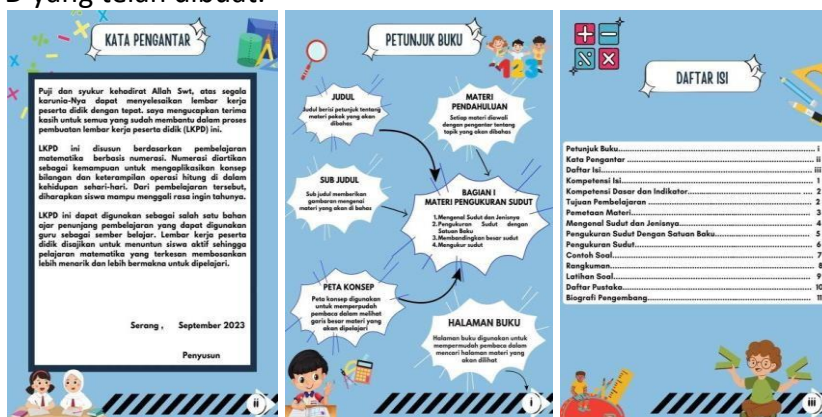 D yang telah dibuat.
KATA PENGANTAR
Puji dan syukur kehadirat Allah Swt, atas segala
karunia-Nya dapat menyelesaikan lembar kerja
peserta didik dengan tepat. saya mengucapkan terima
kasih untuk semua yang sudah membantu dalam proses
pembuatan lembar kerja peserta didik (LKPD) ini.
LKPD ini disusun berdasarkan pembelajaran
matematika berbasis numerasi. Numerasi diartikan
sebagai kemampuan untuk mengaplikasikan konsep
bilangan dan keterampilan operasi hitung di dalam
kehidupan sehari-hari. Dari pembelajaran tersebut,
diharapkan siswa mampu menggali rasa ingin tahunya.
LKPD ini dapat digunakan sebagai salah satu bahan
ajar penunjang pembelajaran yang dapat digunakan
guru sebagai sember belajar. Lembar kerja peserta
didik disajikan untuk menuntun siswa aktif sehingga
pelajaran matematika yang terkesan membosankan
lebih menarik dan lebih bermakna untuk dipelajari.
Serang , September 2023
Penyusun
ii
PETUNJUK BUKU
123
JUDUL
Judul berisi petunjuk tentang
materi pokok yang akan
dibahas
MATERI
PENDAHULUAN
Setiap materi diawali
dengan pengantar tentang
topik yang akan dibahas
SUB JUDUL
Sub judul memberikan
gambaran mengenai
materi yang akan di bahas
BAGIAN I
MATERI PENGUKURAN SUDUT
1.Mengenal Sudut dan Jenisnya
2.Pengukuran Sudut dengan
Satuan Baku
3.Membandingkan besar sudut
4.Mengukur sudut
PETA KONSEP
Peta konsep digunakan
untuk memperpudah
pembaca dalam melihat
garis besar materi yang
akan dipelajari
HALAMAN BUKU
Halaman buku digunakan untuk
mempermudah pembaca dalam
mencari halaman materi yang
akan dilihat
i
DAFTAR ISI
Petunjuk Buku..... i
Kata Pengantar ..... ii
Daftar Isi..... iii
Kompetensi Isi..... 1
Kompetensi Dasar dan Indikator..... 2
Tujuan Pembelajaran ..... 2
Pemetaan Materi..... 3
Mengenal Sudut dan Jenisnya..... 4
Pengukuran Sudut Dengan Satuan Baku..... 5
Pengukuran Sudut..... 6
Contoh Soal..... 7
Rangkuman..... 8
Latihan Soal..... 9
Daftar Pustaka..... 10
Biografi Pengembang..... 11
iii